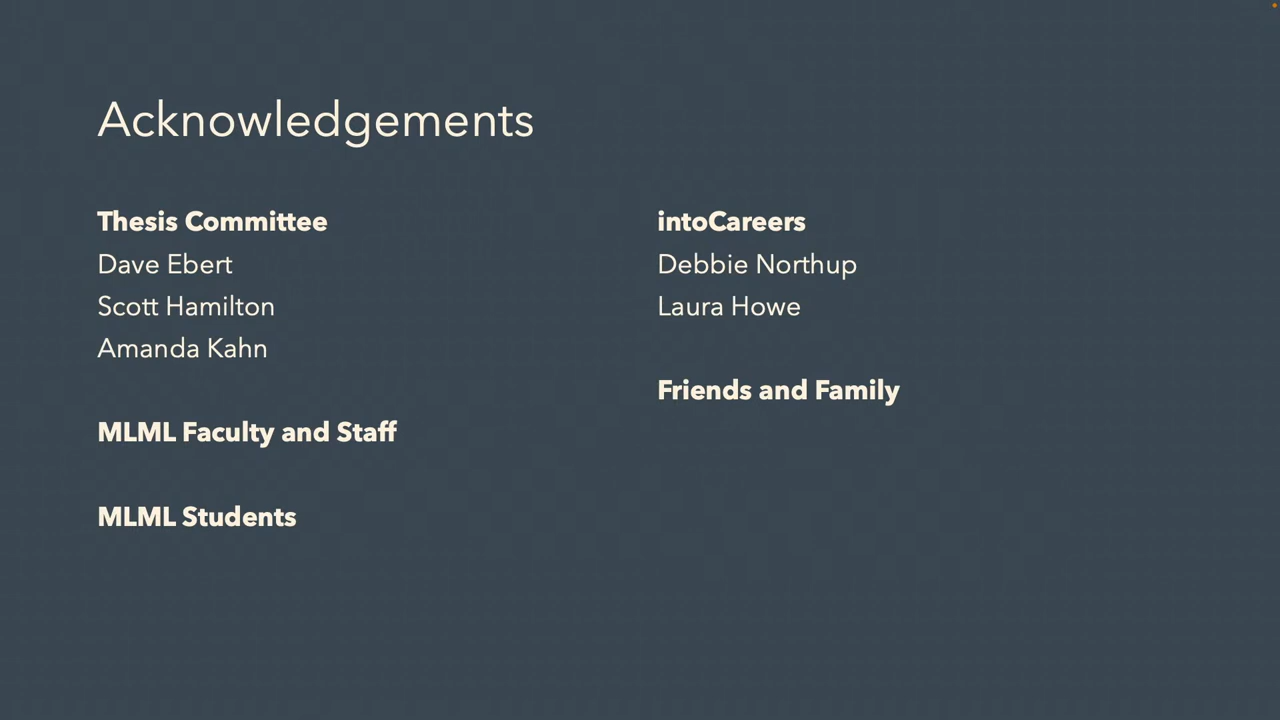 Acknowledgements
Thesis Committee
Dave Ebert
Scott Hamilton
Amanda Kahn
MLML Faculty and Staff
MLML Students
intoCareers
Debbie Northup
Laura Howe
Friends and Family